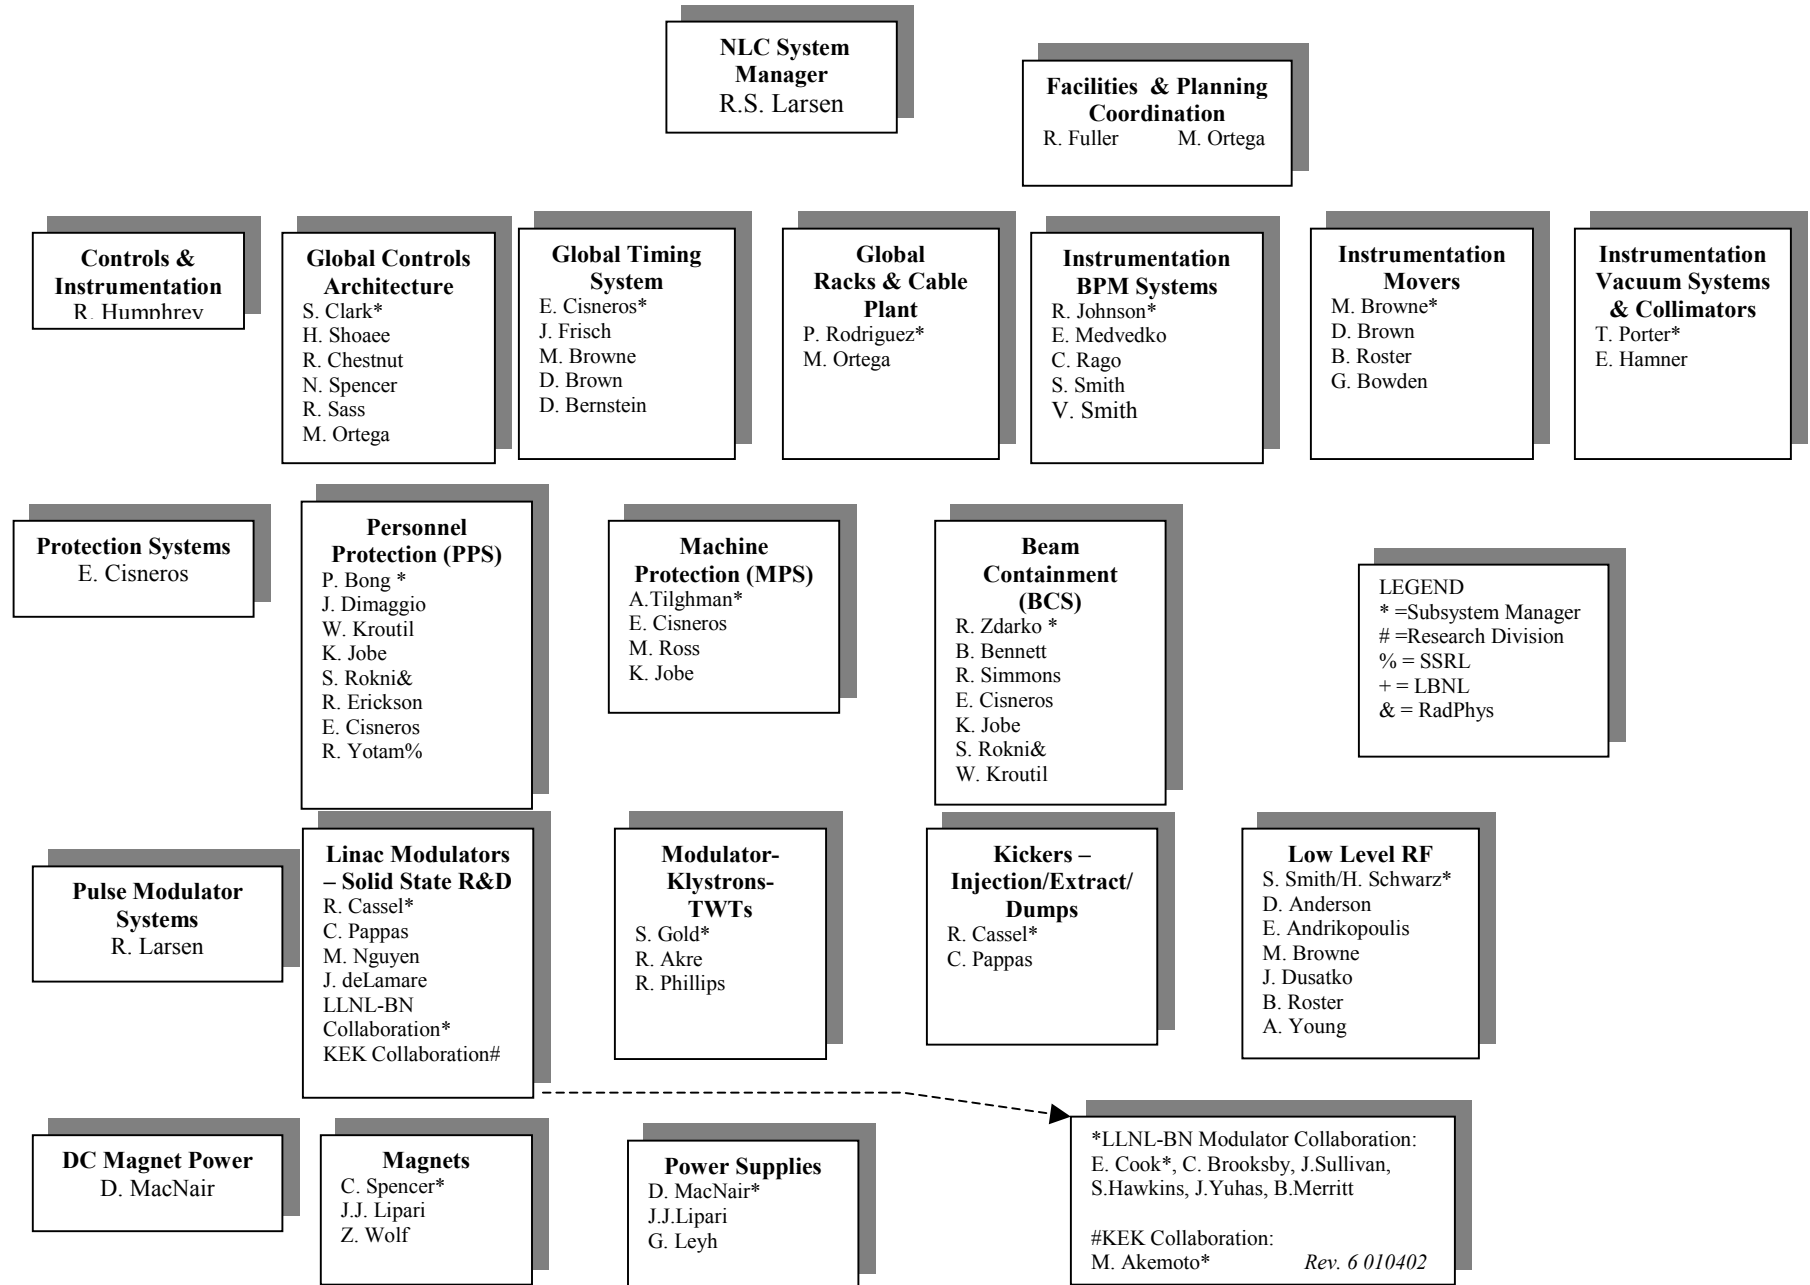 NLC System
Manager
R.S. Larsen
Facilities & Planning
Coordination
R. Fuller M. Ortega
Controls &
Instrumentation
R. Humphrey
Global Controls
Architecture
S. Clark*
H. Shoaee
R. Chestnut
N. Spencer
R. Sass
M. Ortega
Global Timing
System
E. Cisneros*
J. Frisch
M. Browne
D. Brown
D. Bernstein
Global
Racks & Cable
Plant
P. Rodriguez*
M. Ortega
Instrumentation
BPM Systems
R. Johnson*
E. Medvedko
C. Rago
S. Smith
V. Smith
Instrumentation
Movers
M. Browne*
D. Brown
B. Roster
G. Bowden
Instrumentation
Vacuum Systems
& Collimators
T. Porter*
E. Hamner
Protection Systems
E. Cisneros
Personnel
Protection (PPS)
P. Bong *
J. Dimaggio
W. Kroutil
K. Jobe
S. Rokni&
R. Erickson
E. Cisneros
R. Yotam%
Machine
Protection (MPS)
A.Tilghman*
E. Cisneros
M. Ross
K. Jobe
Beam
Containment
(BCS)
R. Zdarko *
B. Bennett
R. Simmons
E. Cisneros
K. Jobe
S. Rokni&
W. Kroutil
LEGEND
* =Subsystem Manager
# =Research Division
% = SSRL
+ = LBNL
& = RadPhys
Pulse Modulator
Systems
R. Larsen
Linac Modulators
– Solid State R&D
R. Cassel*
C. Pappas
M. Nguyen
J. deLamare
LLNL-BN
Collaboration*
KEK Collaboration#
Modulator-
Klystrons-
TWTs
S. Gold*
R. Akre
R. Phillips
Kickers –
Injection/Extract/
Dumps
R. Cassel*
C. Pappas
Low Level RF
S. Smith/H. Schwarz*
D. Anderson
E. Andrikopoulis
M. Browne
J. Dusatko
B. Roster
A. Young
DC Magnet Power
D. MacNair
Magnets
C. Spencer*
J.J. Lipari
Z. Wolf
Power Supplies
D. MacNair*
J.J.Lipari
G. Leyh
*LLNL-BN Modulator Collaboration:
E. Cook*, C. Brooksby, J.Sullivan,
S.Hawkins, J.Yuhas, B.Merritt
#KEK Collaboration:
M. Akemoto* Rev. 6 010402